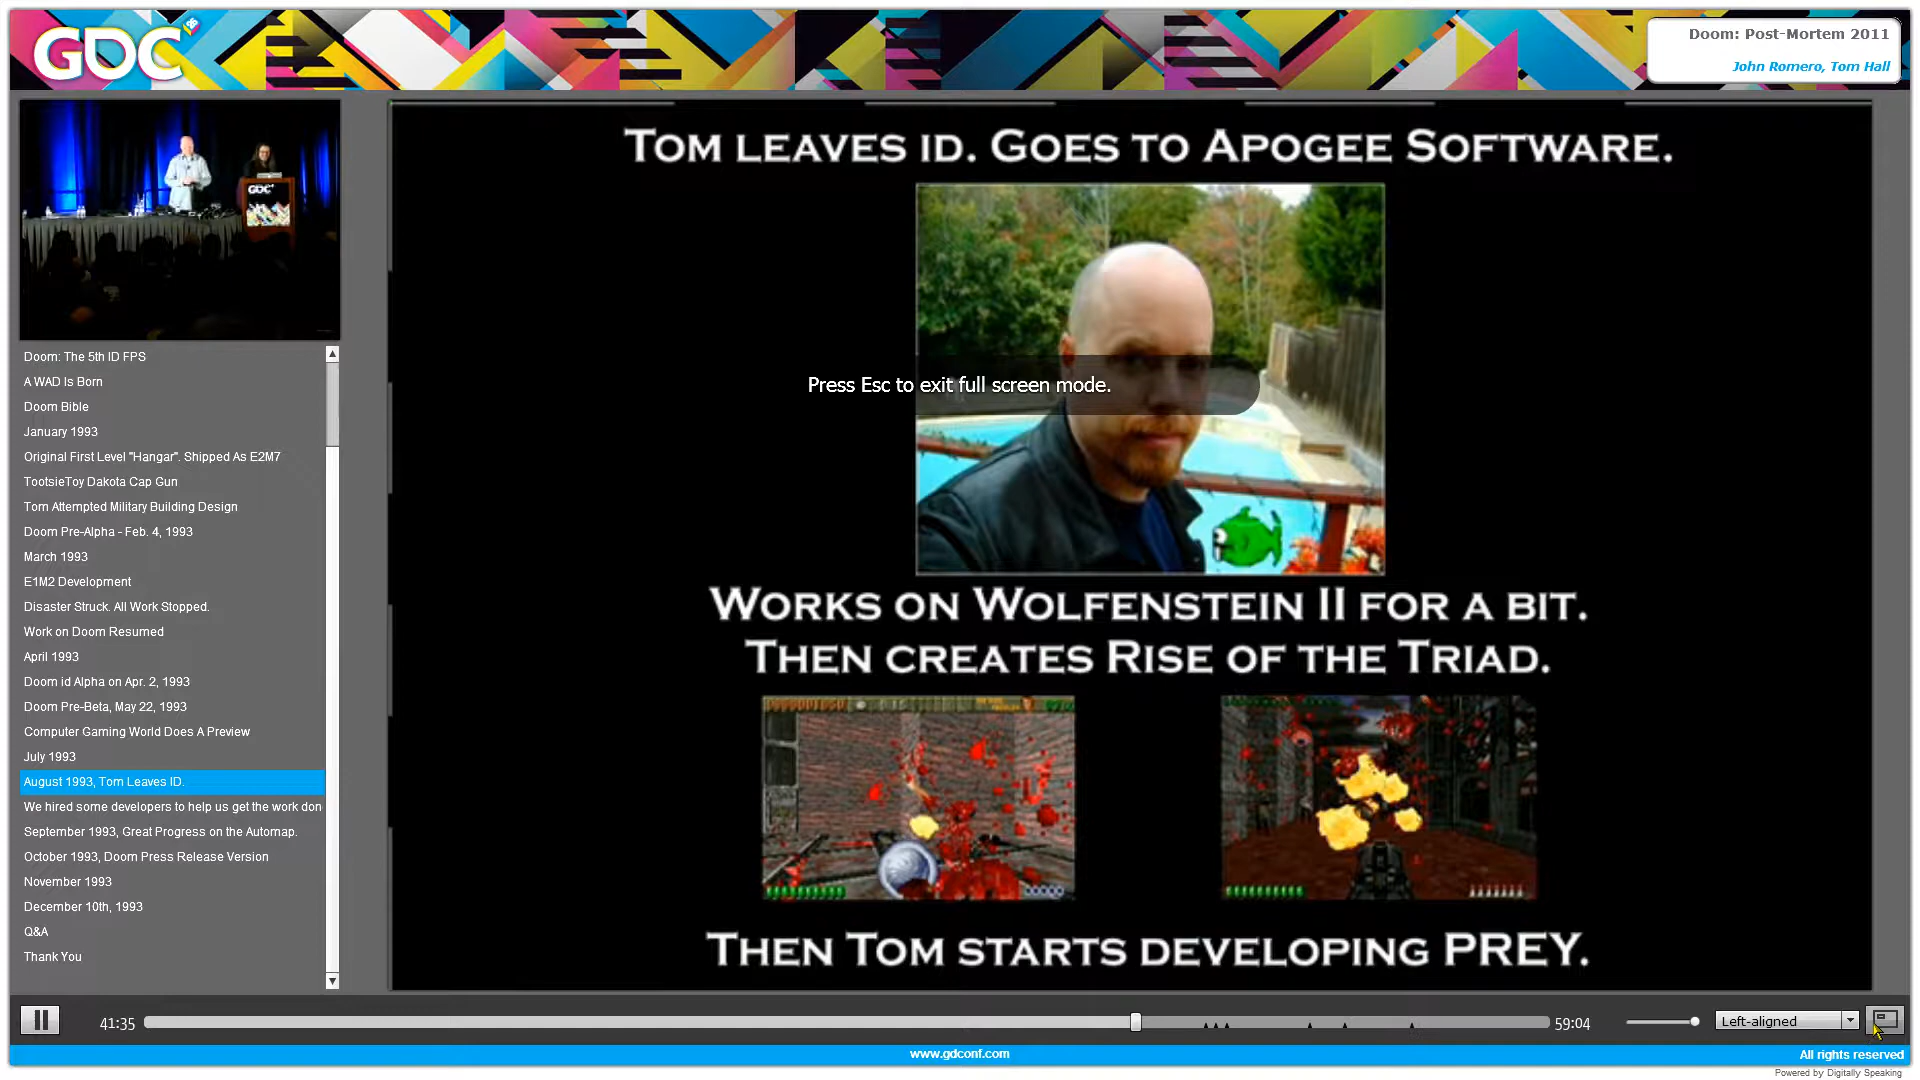 GDC
Doom: Post-Mortem 2011
John Romero, Tom Hall
GDC
Doom: The 5th ID FPS
A WAD Is Born
Doom Bible
January 1993
Original First Level "Hangar". Shipped As E2M7
TootsieToy Dakota Cap Gun
Tom Attempted Military Building Design
Doom Pre-Alpha - Feb. 4, 1993
March 1993
E1M2 Development
Disaster Struck. All Work Stopped.
Work on Doom Resumed
April 1993
Doom id Alpha on Apr. 2, 1993
Doom Pre-Beta, May 22, 1993
Computer Gaming World Does A Preview
July 1993
August 1993, Tom Leaves ID.
We hired some developers to help us get the work don
September 1993, Great Progress on the Automap.
October 1993, Doom Press Release Version
November 1993
December 10th, 1993
Q&A
Thank You
Tom leaves id. Goes to Apogee Software.
Press Esc to exit full screen mode.
Works on Wolfenstein II for a bit.
Then creates Rise of the Triad.
Then Tom starts developing PREY.
41:35
59:04
Left-aligned
www.gdconf.com
All rights reserved
Powered by Digitally Speaking